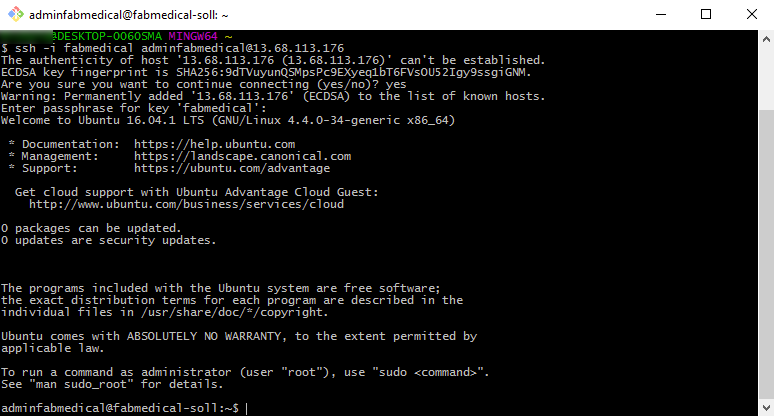 adminfabmedical@fabmedical-soll: ~
@DESKTOP-0O6OSMA MINGW64 ~
$ ssh -i fabmedical adminfabmedical@13.68.113.176
The authenticity of host '13.68.113.176 (13.68.113.176)' can't be established.
ECDSA key fingerprint is SHA256:9dTVuyunQSMpsPc9EXyeq1bT6FVsOU52Igy9ssgiGNM.
Are you sure you want to continue connecting (yes/no)? yes
Warning: Permanently added '13.68.113.176' (ECDSA) to the list of known hosts.
Enter passphrase for key 'fabmedical':
Welcome to Ubuntu 16.04.1 LTS (GNU/Linux 4.4.0-34-generic x86_64)
* Documentation:  https://help.ubuntu.com
* Management:     https://landscape.canonical.com
* Support:        https://ubuntu.com/advantage
Get cloud support with Ubuntu Advantage Cloud Guest:
http://www.ubuntu.com/business/services/cloud
0 packages can be updated.
0 updates are security updates.
The programs included with the Ubuntu system are free software;
the exact distribution terms for each program are described in the
individual files in /usr/share/doc/*/copyright.
Ubuntu comes with ABSOLUTELY NO WARRANTY, to the extent permitted by
applicable law.
To run a command as administrator (user "root"), use "sudo <command>".
See "man sudo_root" for details.
adminfabmedical@fabmedical-soll:~$